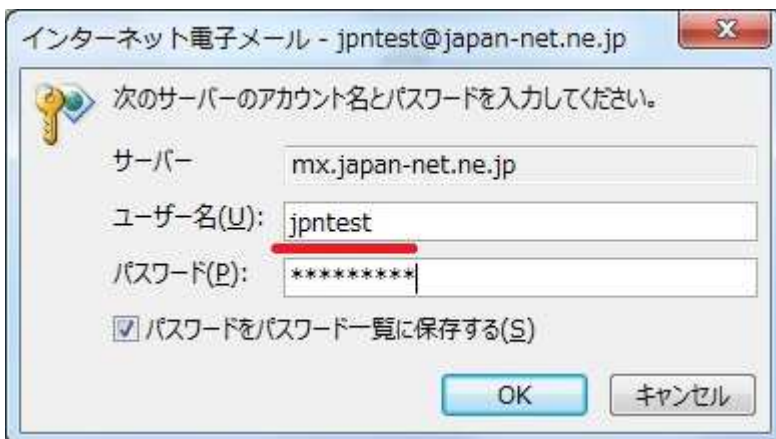 インターネット電子メール - jpntest@japan-net.ne.jp
次のサーバーのアカウント名とパスワードを入力してください。
サーバー mx.japan-net.ne.jp
ユーザー名(U): jpntest
パスワード(P): *********
パスワードをパスワード一覧に保存する(S)
OK キャンセル